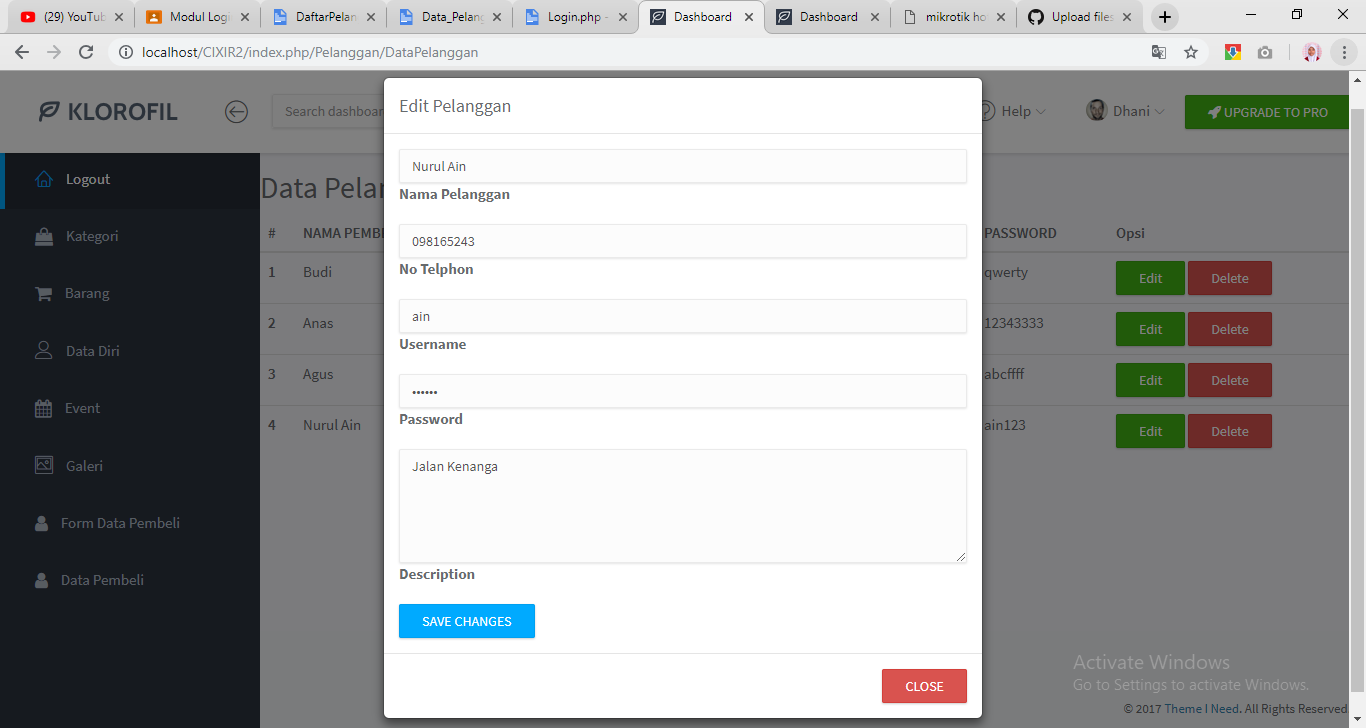 (29) YouTub
Modul Logi
DaftarPelan
Data_Pelang
Login.php -
Dashboard
Dashboard
mikrotik ho
Upload files
localhost/CIXIR2/index.php/Pelanggan/DataPelanggan
KLOROFIL
Search dashboar
Help
Dhani
UPGRADE TO PRO
Logout
Kategori
Barang
Data Diri
Event
Galeri
Form Data Pembeli
Data Pembeli
Data Pelan
# NAMA PEMBE PASSWORD Opsi
1 Budi qwerty Edit Delete
2 Anas 12343333 Edit Delete
3 Agus abcffff Edit Delete
4 Nurul Ain ain123 Edit Delete
Edit Pelanggan
Nurul Ain
Nama Pelanggan
098165243
No Telphon
ain
Username
••••••
Password
Jalan Kenanga
Description
SAVE CHANGES
CLOSE
Activate Windows
Go to Settings to activate Windows.
© 2017 Theme I Need. All Rights Reserved